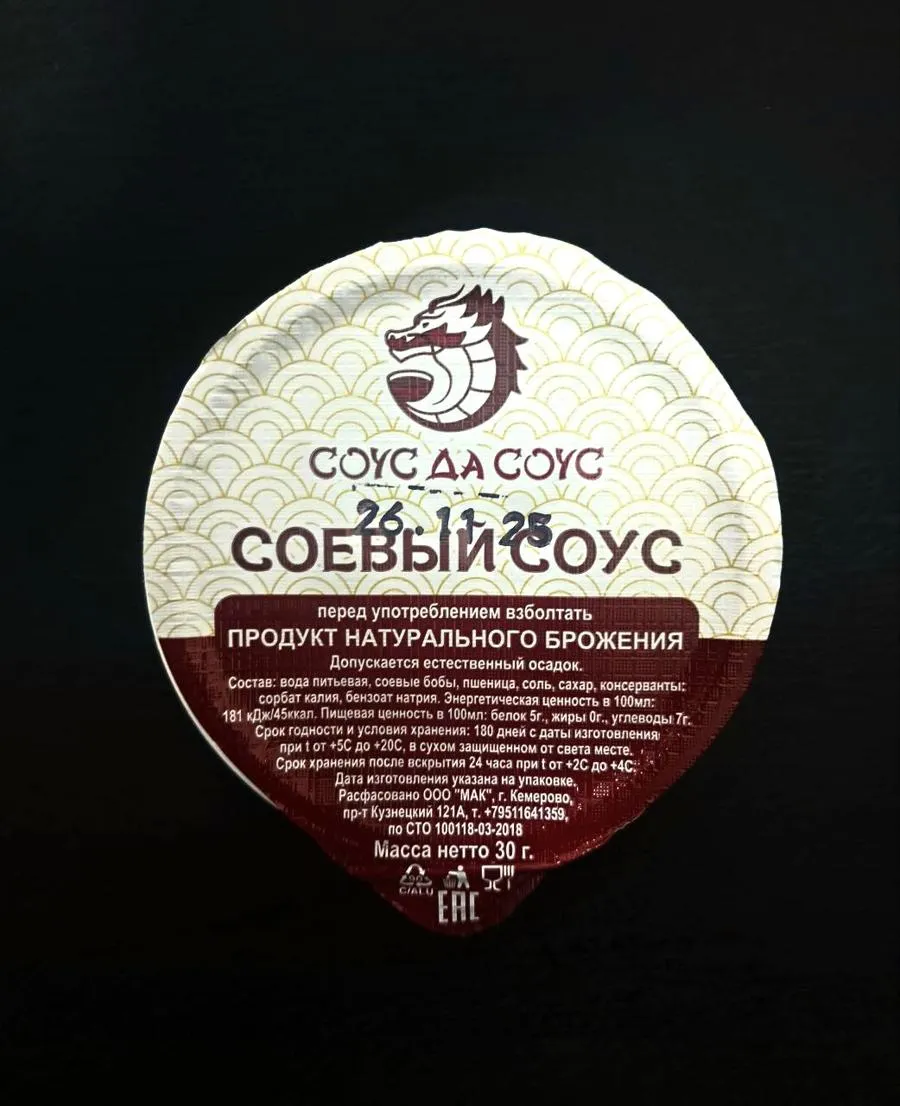 СОУС ДА СОУС
26.11 25
СОЕВЫЙ СОУС
перед употреблением взболтать
ПРОДУКТ НАТУРАЛЬНОГО БРОЖЕНИЯ
Допускается естественный осадок.
Состав: вода питьевая, соевые бобы, пшеница, соль, сахар, консерванты:
сорбат калия, бензоат натрия. Энергетическая ценность в 100мл:
181 кДж/45ккал. Пищевая ценность в 100мл: белок 5г., жиры 0г., углеводы 7г.
Срок годности и условия хранения: 180 дней с даты изготовления
при t от +5С до +20С, в сухом защищенном от света месте.
Срок хранения после вскрытия 24 часа при t от +2С до +4С.
Дата изготовления указана на упаковке.
Расфасовано ООО "МАК", г. Кемерово,
пр-т Кузнецкий 121А, т. +79511641359,
по СТО 100118-03-2018
Масса нетто 30 г.
90
C/ALU
ЕАС